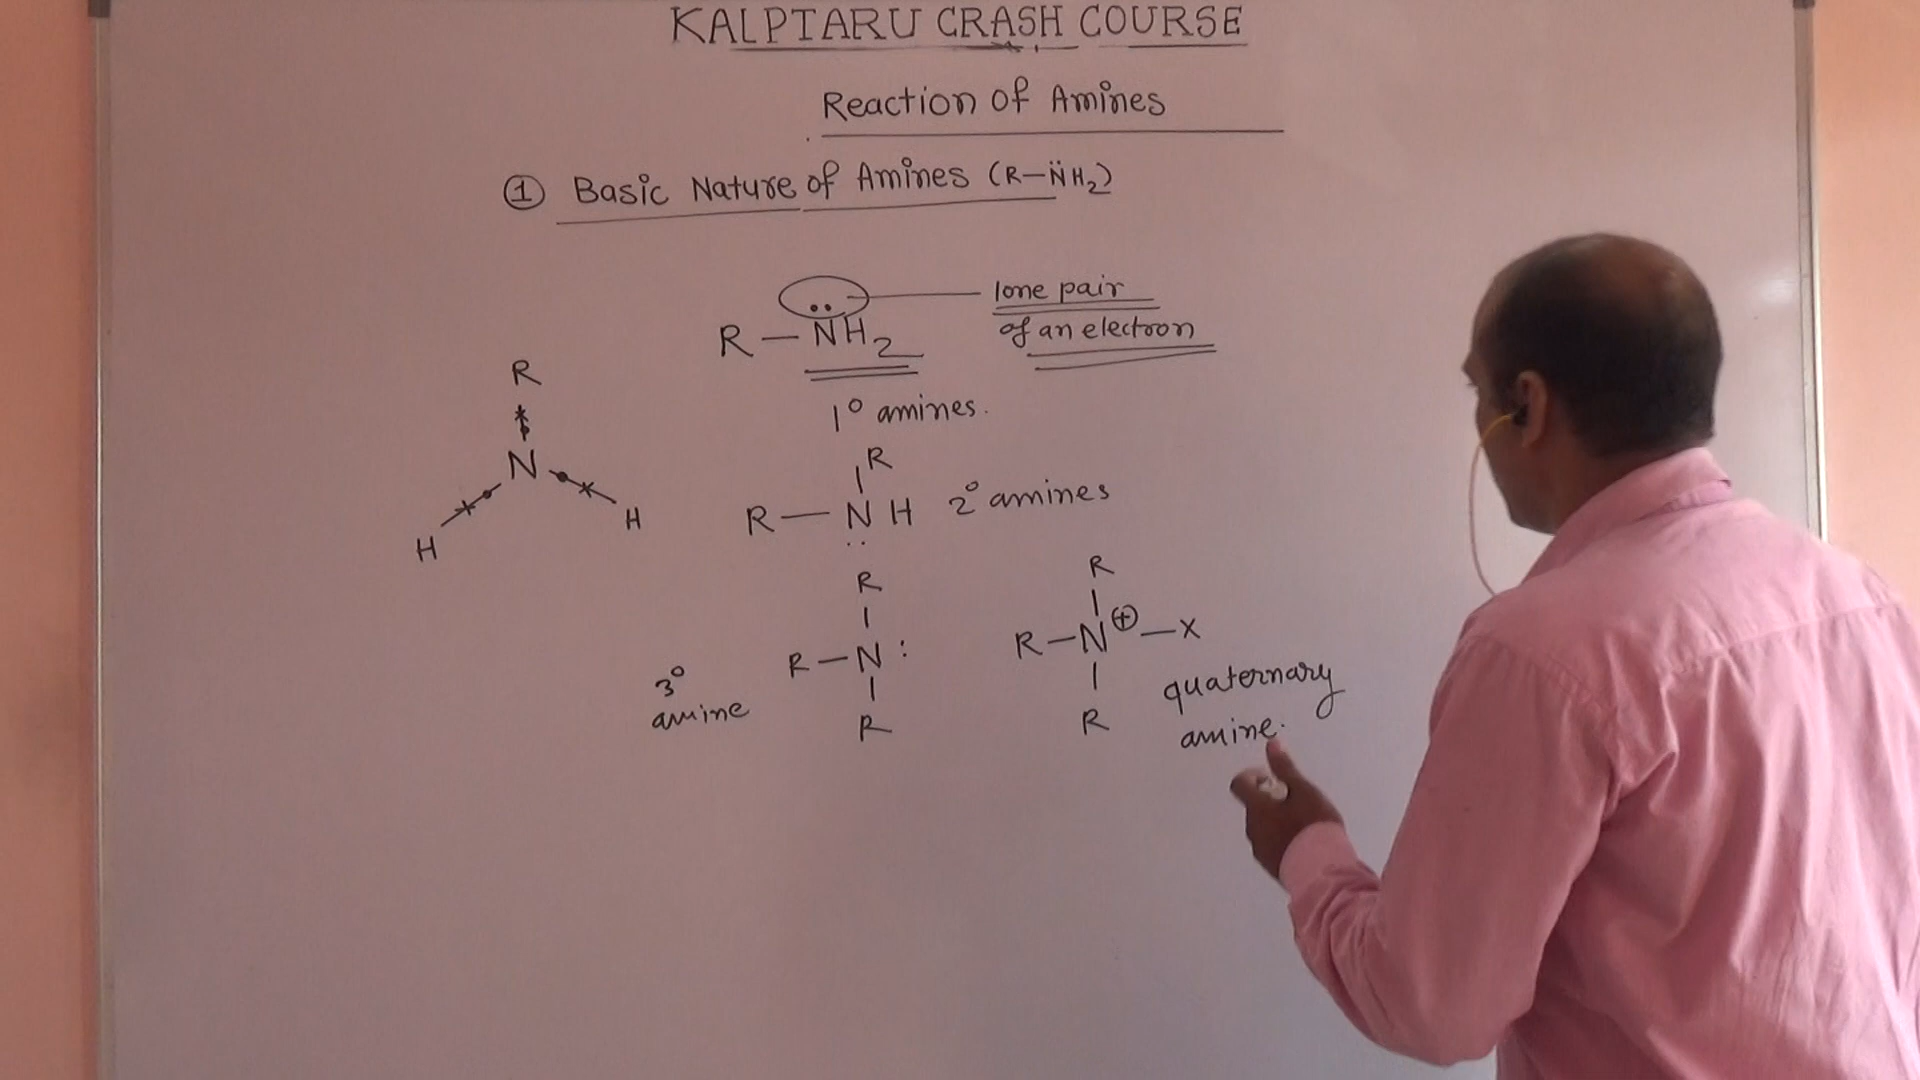 KALPTARU CRASH COURSE
Reaction of Amines
① Basic Nature of Amines (R–N̈H₂)
lone pair
of an electron
R – N̈H₂
1° amines.
R
N
H
H
R
R – N̈ H 2° amines
R
R – N :
R
3°
amine
R
R – N⊕ – X
R
quaternary
amine.